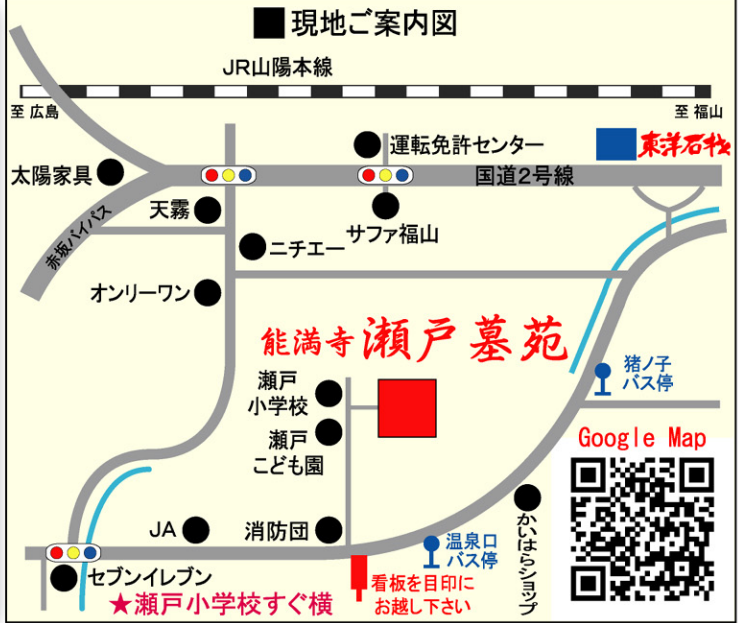 ■現地ご案内図
JR山陽本線
至 広島
至 福山
運転免許センター
東洋石材
太陽家具
国道2号線
天霧
サファ福山
赤坂バイパス
ニチエー
オンリーワン
能満寺 瀬戸墓苑
猪ノ子
バス停
瀬戸
小学校
瀬戸
こども園
Google Map
JA
消防団
温泉口
バス停
かいはらショップ
セブンイレブン
看板を目印に
お越し下さい
★瀬戸小学校すぐ横